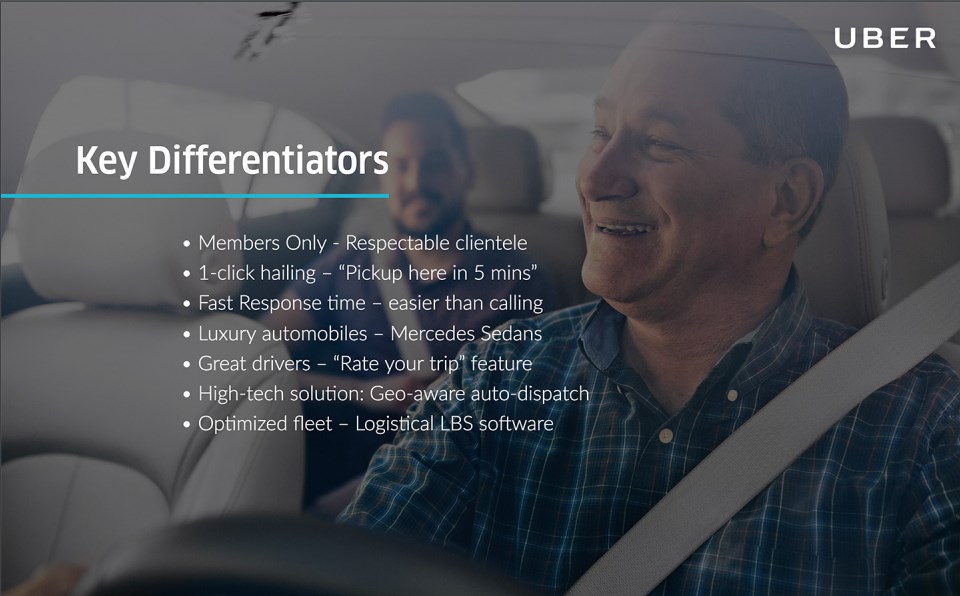 UBER
Key Differentiators
• Members Only - Respectable clientele
• 1-click hailing – “Pickup here in 5 mins”
• Fast Response time – easier than calling
• Luxury automobiles – Mercedes Sedans
• Great drivers – “Rate your trip” feature
• High-tech solution: Geo-aware auto-dispatch
• Optimized fleet – Logistical LBS software